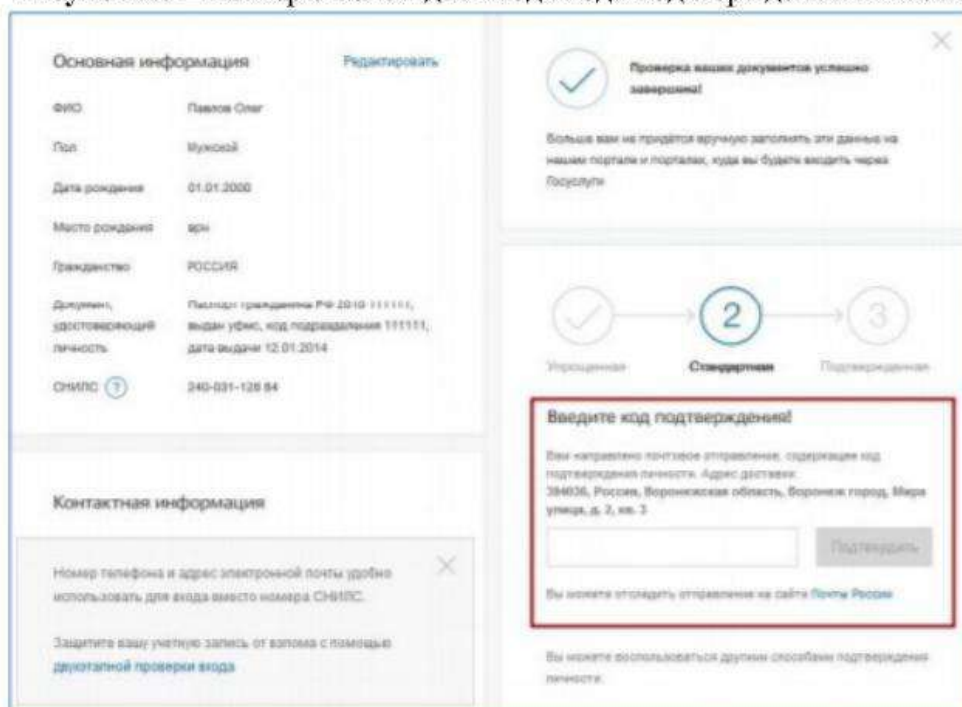 Основная информация Редактировать
ФИО Павлов Олег
Пол Мужской
Дата рождения 01.01.2000
Место рождения врн
Гражданство РОССИЯ
Документ, Паспорт гражданина РФ 2010 111111,
удостоверяющий выдан уфмс, код подразделения 111111,
личность дата выдачи 12.01.2014
СНИЛС ? 240-031-128 84
Контактная информация
Номер телефона и адрес электронной почты удобно
использовать для входа вместо номера СНИЛС.
Защитите вашу учетную запись от взлома с помощью
двухэтапной проверки входа
Проверка ваших документов успешно
завершена!
Больше вам не придётся вручную заполнять эти данные на
нашем портале и порталах, куда вы будете входить через
Госуслуги
2 3
Упрощенная Стандартная Подтвержденная
Введите код подтверждения!
Вам направлено почтовое отправление, содержащее код
подтверждения личности. Адрес доставки:
394036, Россия, Воронежская область, Воронеж город, Мира
улица, д. 2, кв. 3
Подтвердить
Вы можете отследить отправление на сайте Почты России
Вы можете воспользоваться другими способами подтверждения
личности.